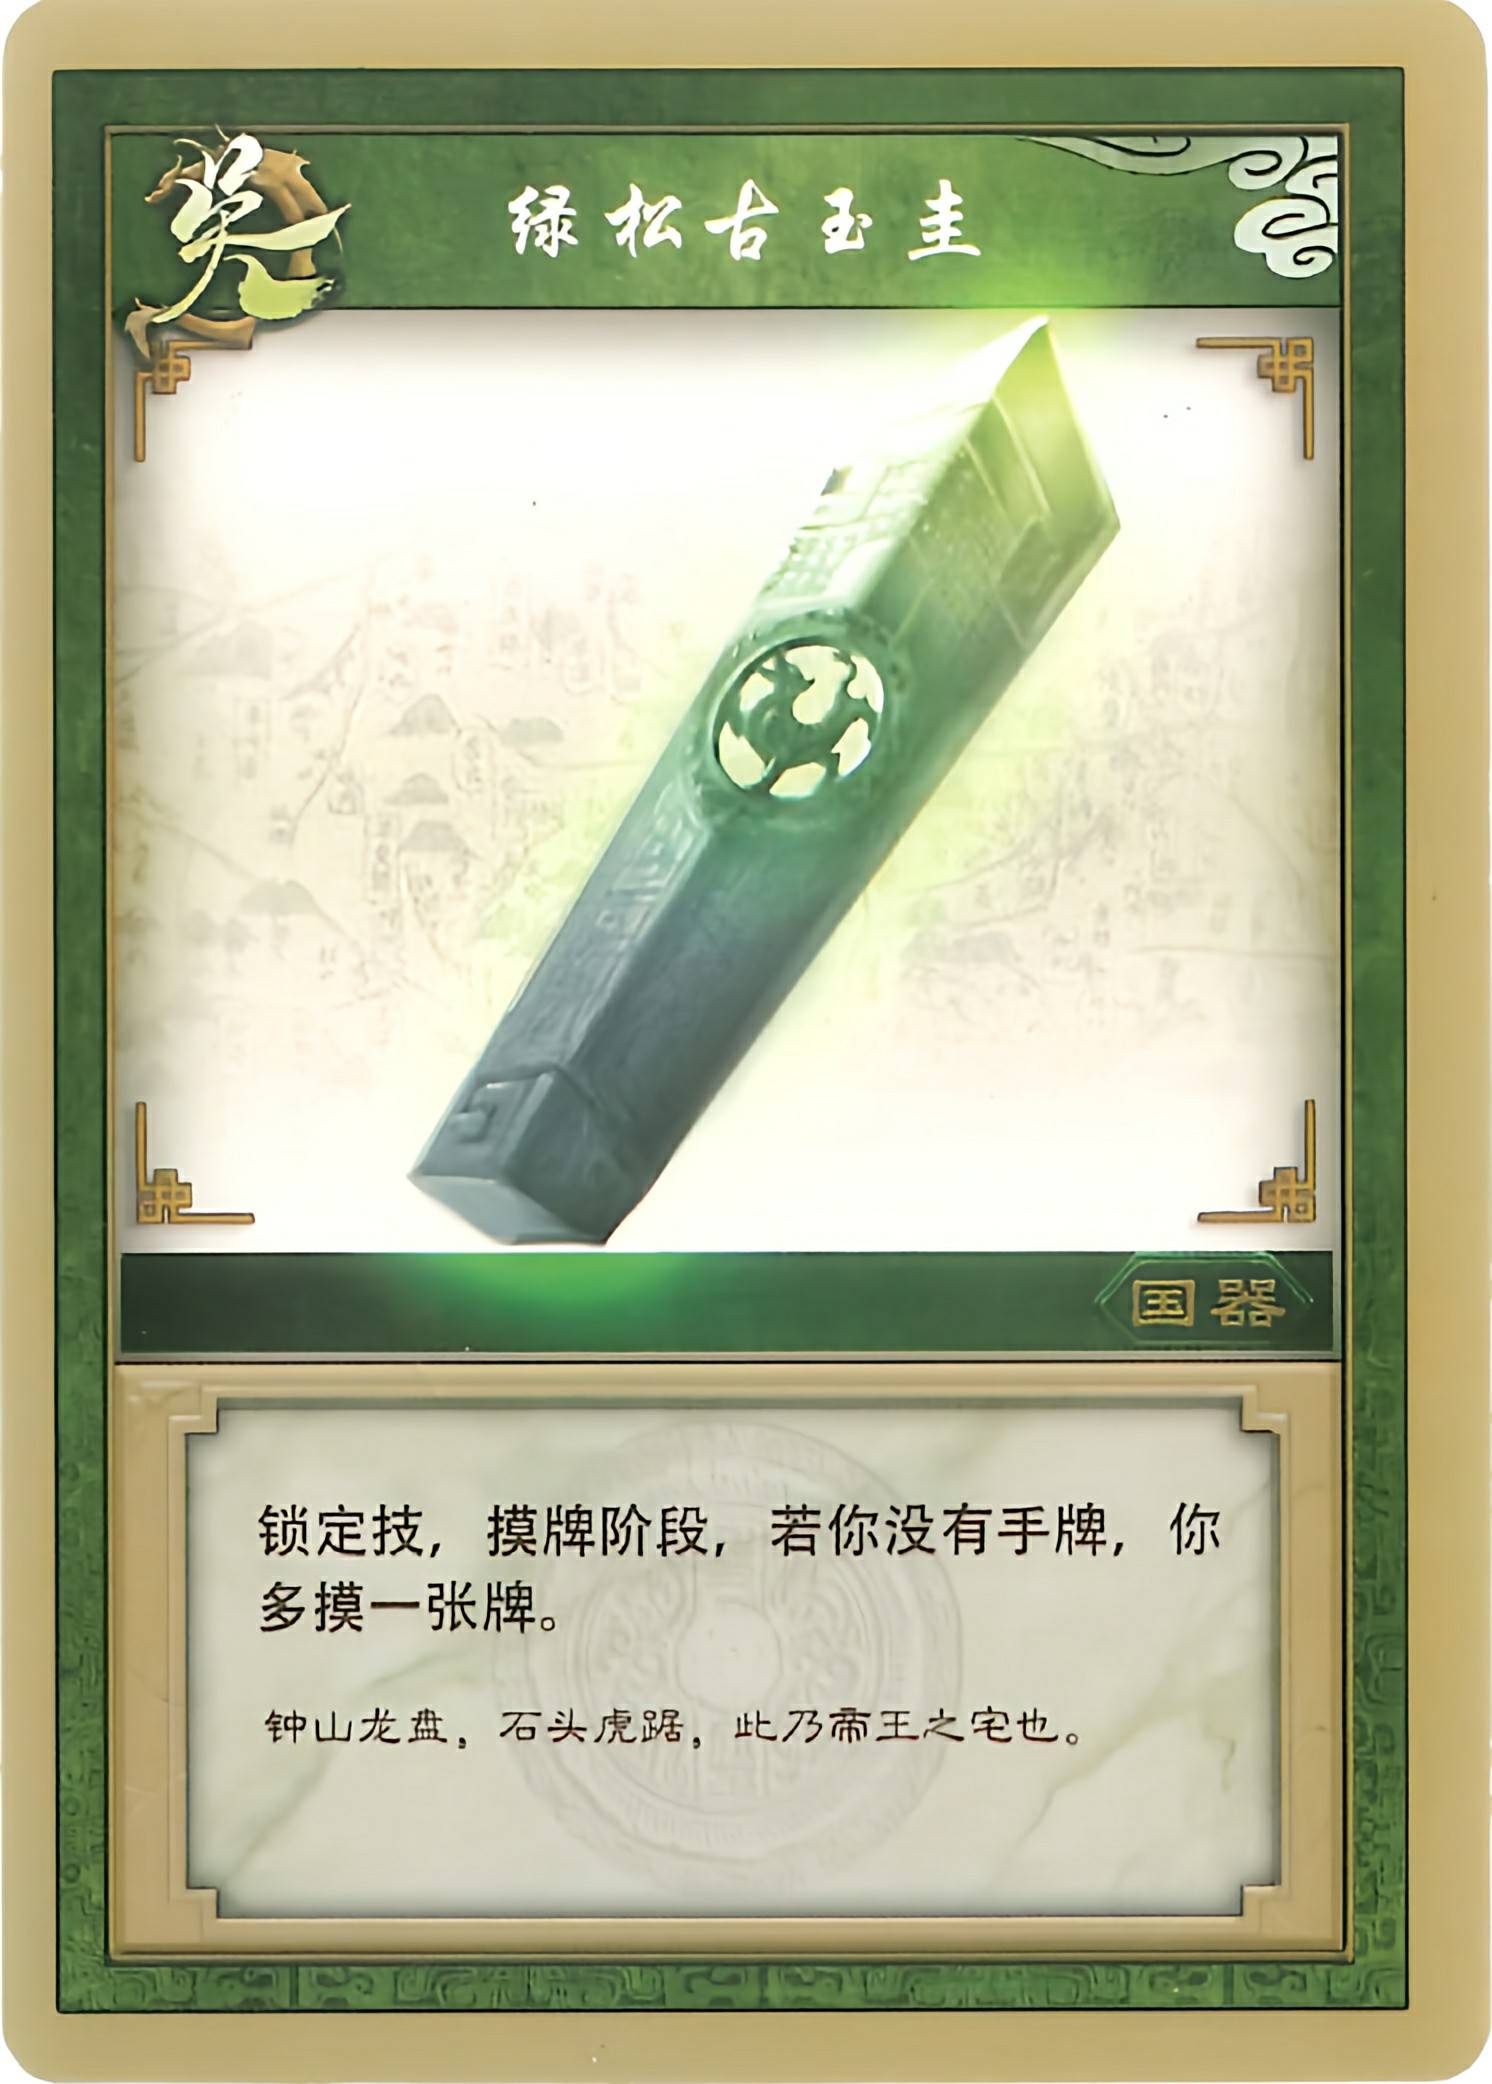 吴
绿松古玉圭
国器
锁定技，摸牌阶段，若你没有手牌，你
多摸一张牌。
钟山龙盘，石头虎踞，此乃帝王之宅也。